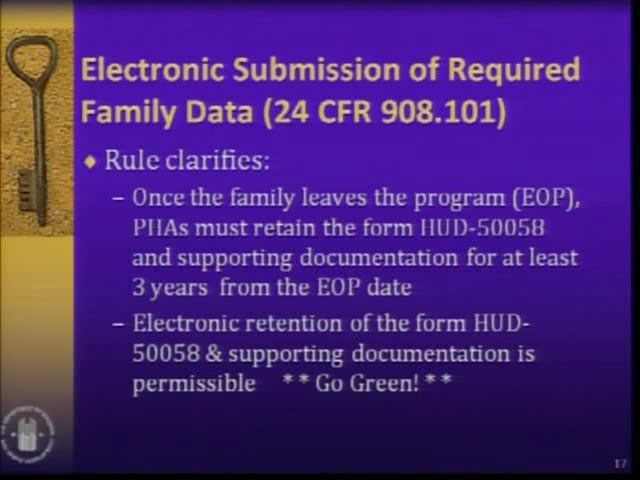 Electronic Submission of Required
Family Data (24 CFR 908.101)
Rule clarifies:
– Once the family leaves the program (EOP),
PHAs must retain the form HUD-50058
and supporting documentation for at least
3 years from the EOP date
– Electronic retention of the form HUD-
50058 & supporting documentation is
permissible **Go Green!**
17